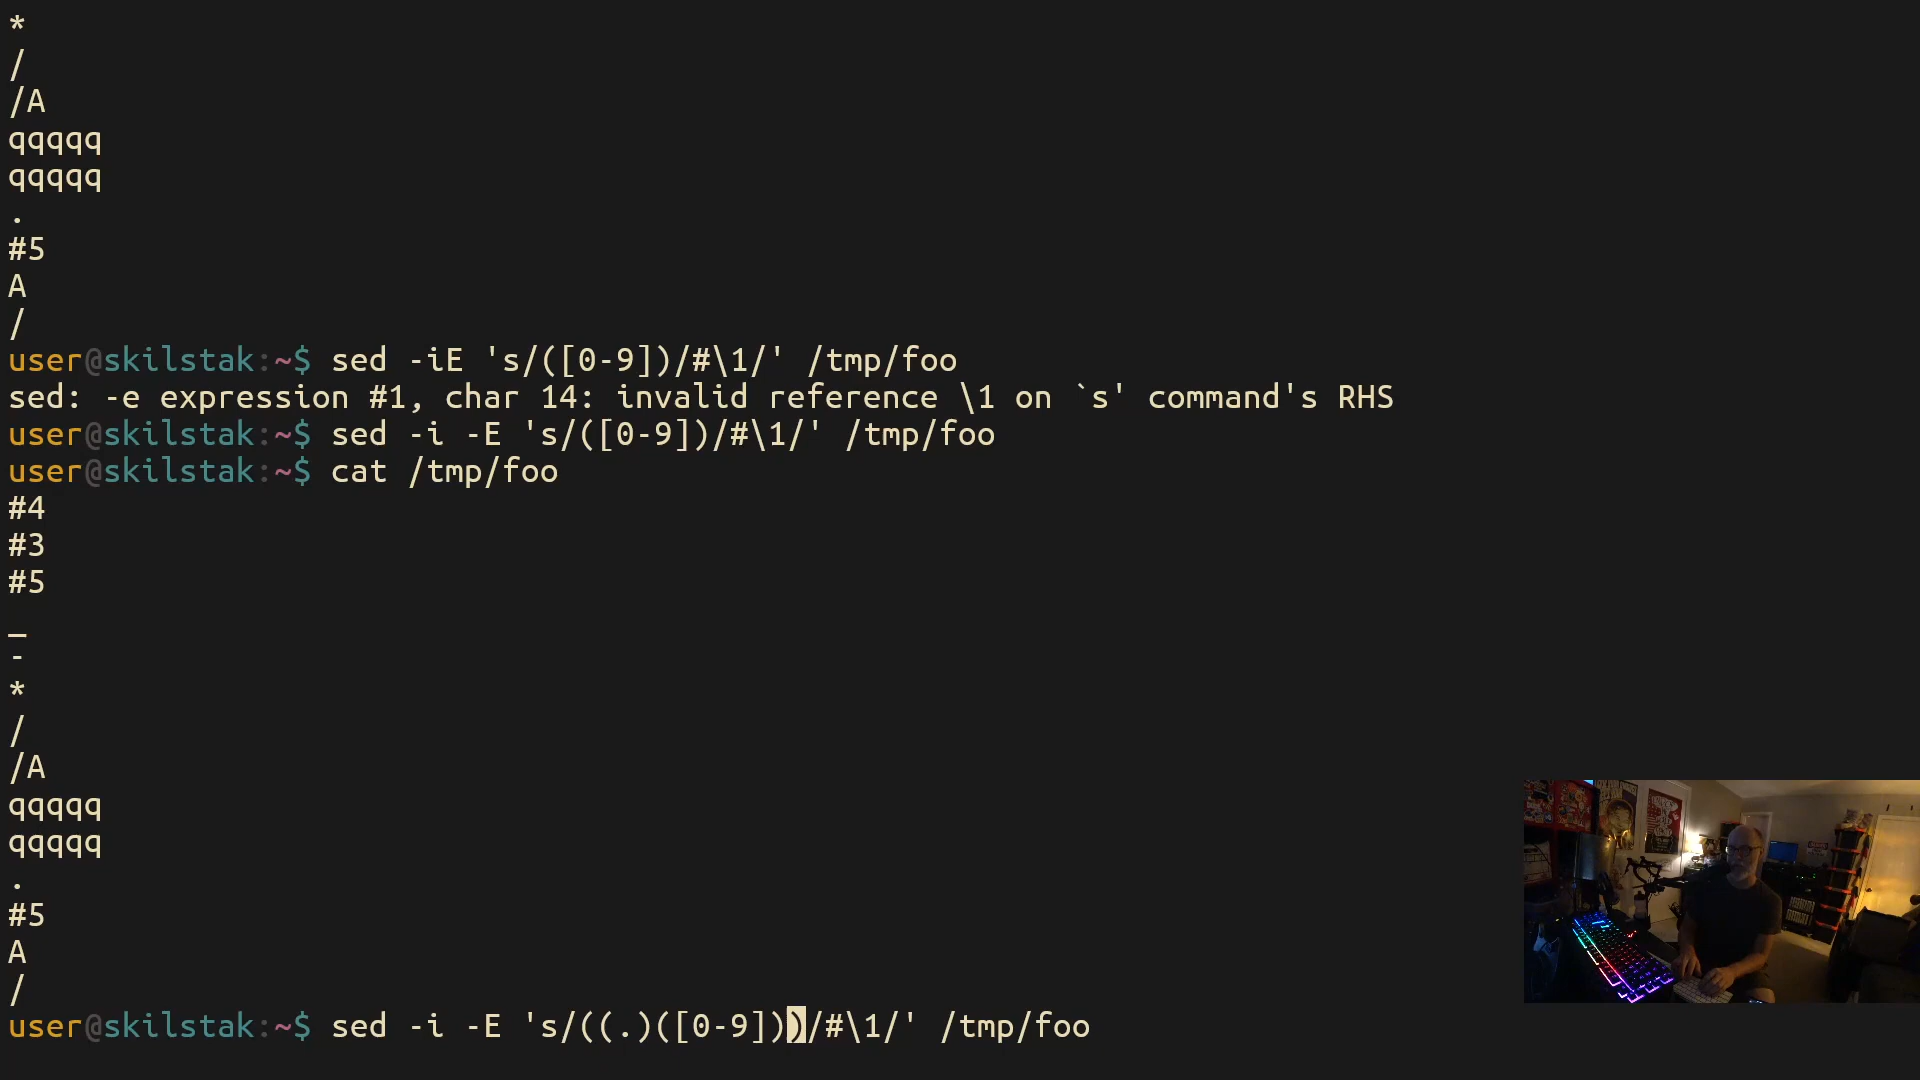 *
/
/A
qqqqq
qqqqq
.
#5
A
/
user@skilstak:~$ sed -iE 's/([0-9])/#\1/' /tmp/foo
sed: -e expression #1, char 14: invalid reference \1 on `s' command's RHS
user@skilstak:~$ sed -i -E 's/([0-9])/#\1/' /tmp/foo
user@skilstak:~$ cat /tmp/foo
#4
#3
#5
_
-
*
/
/A
qqqqq
qqqqq
.
#5
A
/
user@skilstak:~$ sed -i -E 's/((.)([0-9]))/#\1/' /tmp/foo